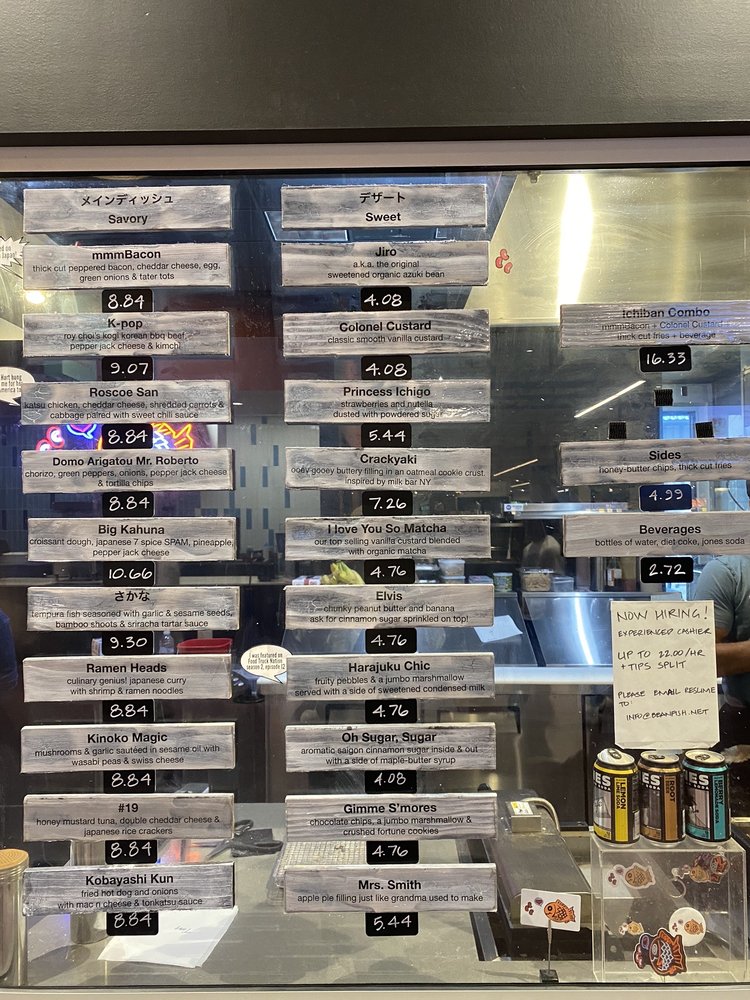 メインディッシュ
Savory
mmmBacon
thick cut peppered bacon, cheddar cheese, egg,
green onions & tater tots
8.84
K-pop
roy choi's kogi korean bbq beef,
pepper jack cheese & kimchi
9.07
Roscoe San
katsu chicken, cheddar cheese, shredded carrots &
cabbage paired with sweet chili sauce
8.84
Domo Arigatou Mr. Roberto
chorizo, green peppers, onions, pepper jack cheese
& tortilla chips
8.84
Big Kahuna
croissant dough, japanese 7 spice SPAM, pineapple,
pepper jack cheese
10.66
さかな
tempura fish seasoned with garlic & sesame seeds,
bamboo shoots & sriracha tartar sauce
9.30
Ramen Heads
culinary genius! japanese curry
with shrimp & ramen noodles
8.84
Kinoko Magic
mushrooms & garlic sautéed in sesame oil with
wasabi peas & swiss cheese
8.84
#19
honey mustard tuna, double cheddar cheese &
japanese rice crackers
8.84
Kobayashi Kun
fried hot dog and onions
with mac n cheese & tonkatsu sauce
8.84
デザート
Sweet
Jiro
a.k.a. the original
sweetened organic azuki bean
4.08
Colonel Custard
classic smooth vanilla custard
4.08
Princess Ichigo
strawberries and nutella
dusted with powdered sugar
5.44
Crackyaki
ooey-gooey buttery filling in an oatmeal cookie crust.
inspired by milk bar NY
7.26
I love You So Matcha
our top selling vanilla custard blended
with organic matcha
4.76
Elvis
chunky peanut butter and banana
ask for cinnamon sugar sprinkled on top!
4.76
I was featured on
Food Truck Nation
season 2, episode 12
Harajuku Chic
fruity pebbles & a jumbo marshmallow
served with a side of sweetened condensed milk
4.76
Oh Sugar, Sugar
aromatic saigon cinnamon sugar inside & out
with a side of maple-butter syrup
4.08
Gimme S'mores
chocolate chips, a jumbo marshmallow &
crushed fortune cookies
4.76
Mrs. Smith
apple pie filling just like grandma used to make
5.44
Ichiban Combo
mmmBacon + Colonel Custard
thick cut fries + beverage
16.33
Sides
honey-butter chips, thick cut fries
4.99
Beverages
bottles of water, diet coke, jones soda
2.72
NOW HIRING!
EXPERIENCED CASHIER
UP TO 22.00/HR
+ TIPS SPLIT
PLEASE EMAIL RESUME
TO:
INFO@BEANFISH.NET